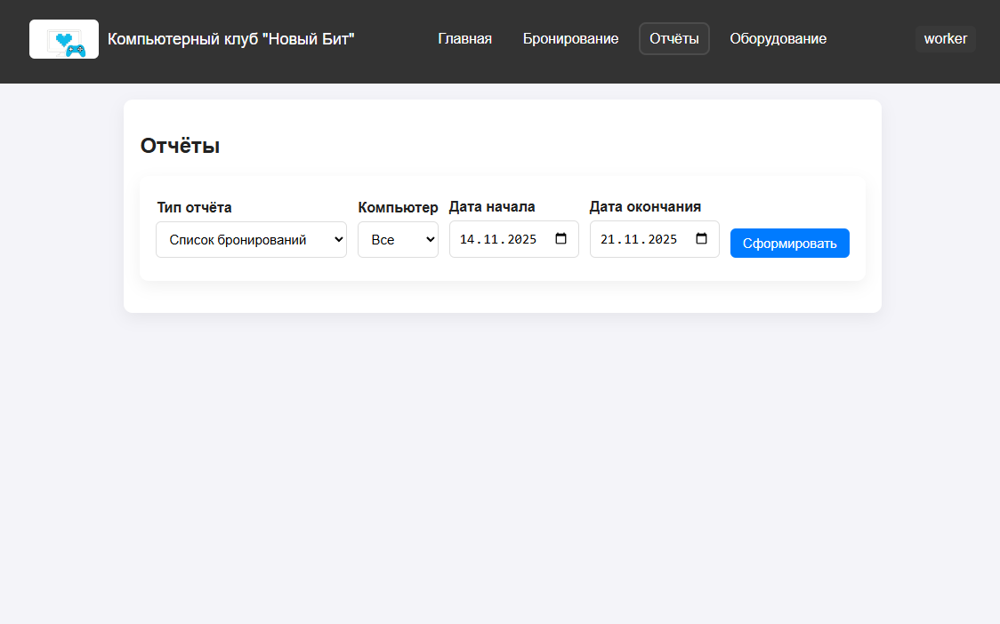 Компьютерный клуб "Новый Бит" Главная Бронирование Отчёты Оборудование worker
Отчёты
Тип отчёта Компьютер Дата начала Дата окончания
Список бронирований Все 14.11.2025 21.11.2025 Сформировать